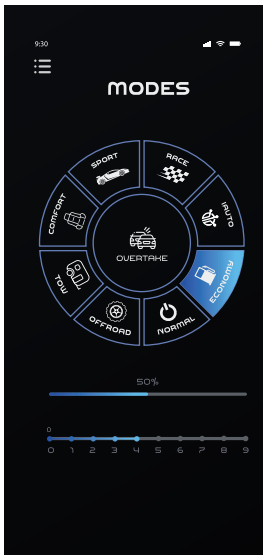 9:30
MODES
SPORT
RACE
COMFORT
IAUTO
OVERTAKE
TOW
ECONOMY
OFFROAD
NORMAL
50%
0
0 1 2 3 4 5 6 7 8 9